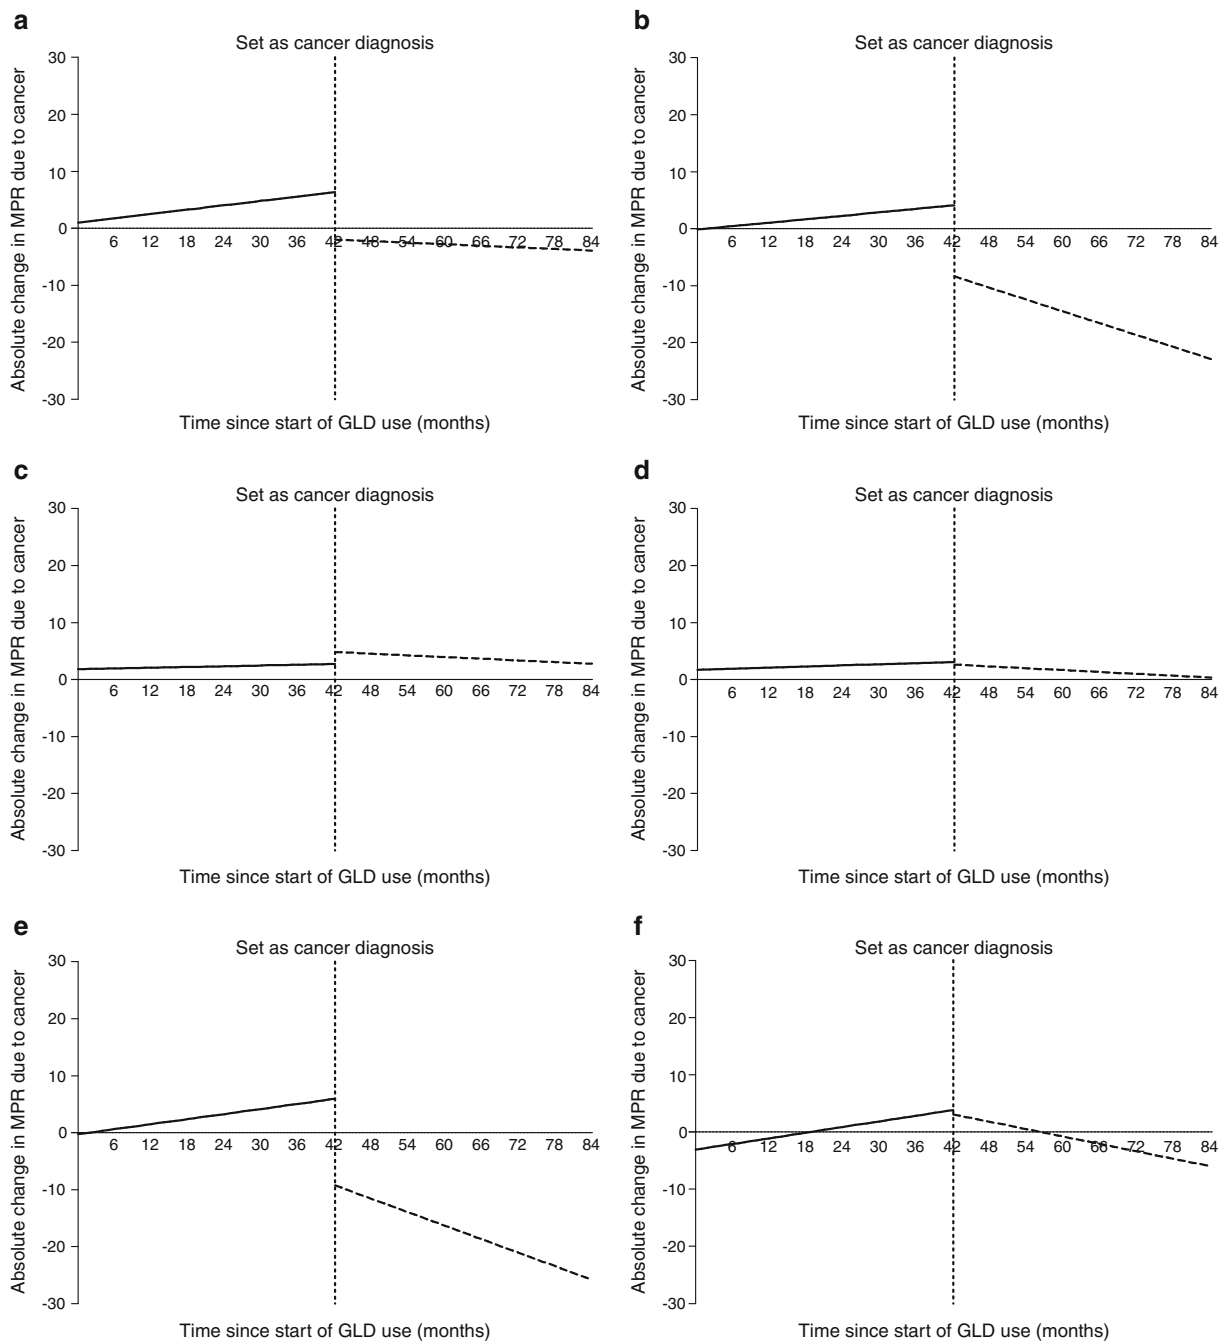 a
Set as cancer diagnosis
Absolute change in MPR due to cancer
30
20
10
0
-10
-20
-30
6 12 18 24 30 36 42 48 54 60 66 72 78 84
Time since start of GLD use (months)
b
Set as cancer diagnosis
Absolute change in MPR due to cancer
30
20
10
0
-10
-20
-30
6 12 18 24 30 36 42 48 54 60 66 72 78 84
Time since start of GLD use (months)
c
Set as cancer diagnosis
Absolute change in MPR due to cancer
30
20
10
0
-10
-20
-30
6 12 18 24 30 36 42 48 54 60 66 72 78 84
Time since start of GLD use (months)
d
Set as cancer diagnosis
Absolute change in MPR due to cancer
30
20
10
0
-10
-20
-30
6 12 18 24 30 36 42 48 54 60 66 72 78 84
Time since start of GLD use (months)
e
Set as cancer diagnosis
Absolute change in MPR due to cancer
30
20
10
0
-10
-20
-30
6 12 18 24 30 36 42 48 54 60 66 72 78 84
Time since start of GLD use (months)
f
Set as cancer diagnosis
Absolute change in MPR due to cancer
30
20
10
0
-10
-20
-30
6 12 18 24 30 36 42 48 54 60 66 72 78 84
Time since start of GLD use (months)